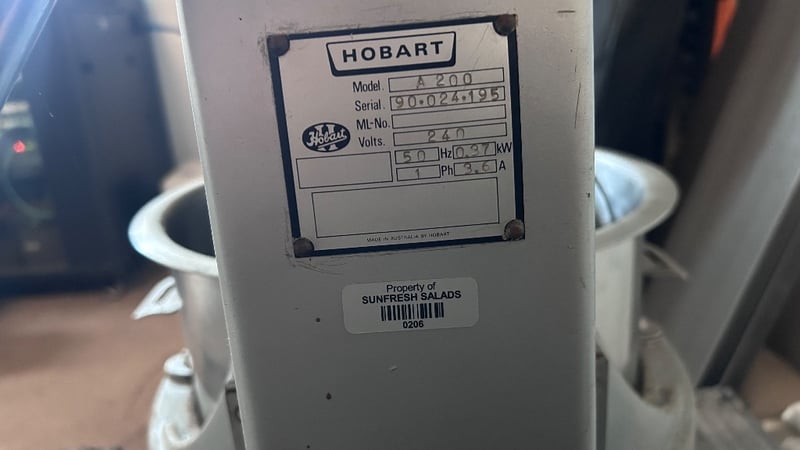 HOBART
Model. A 200
Serial. 90·024·195
ML-No.
Hobart
Volts. 240
50 Hz 0.37 kW
1 Ph 3.6 A
MADE IN AUSTRALIA BY HOBART
Property of
SUNFRESH SALADS
0206